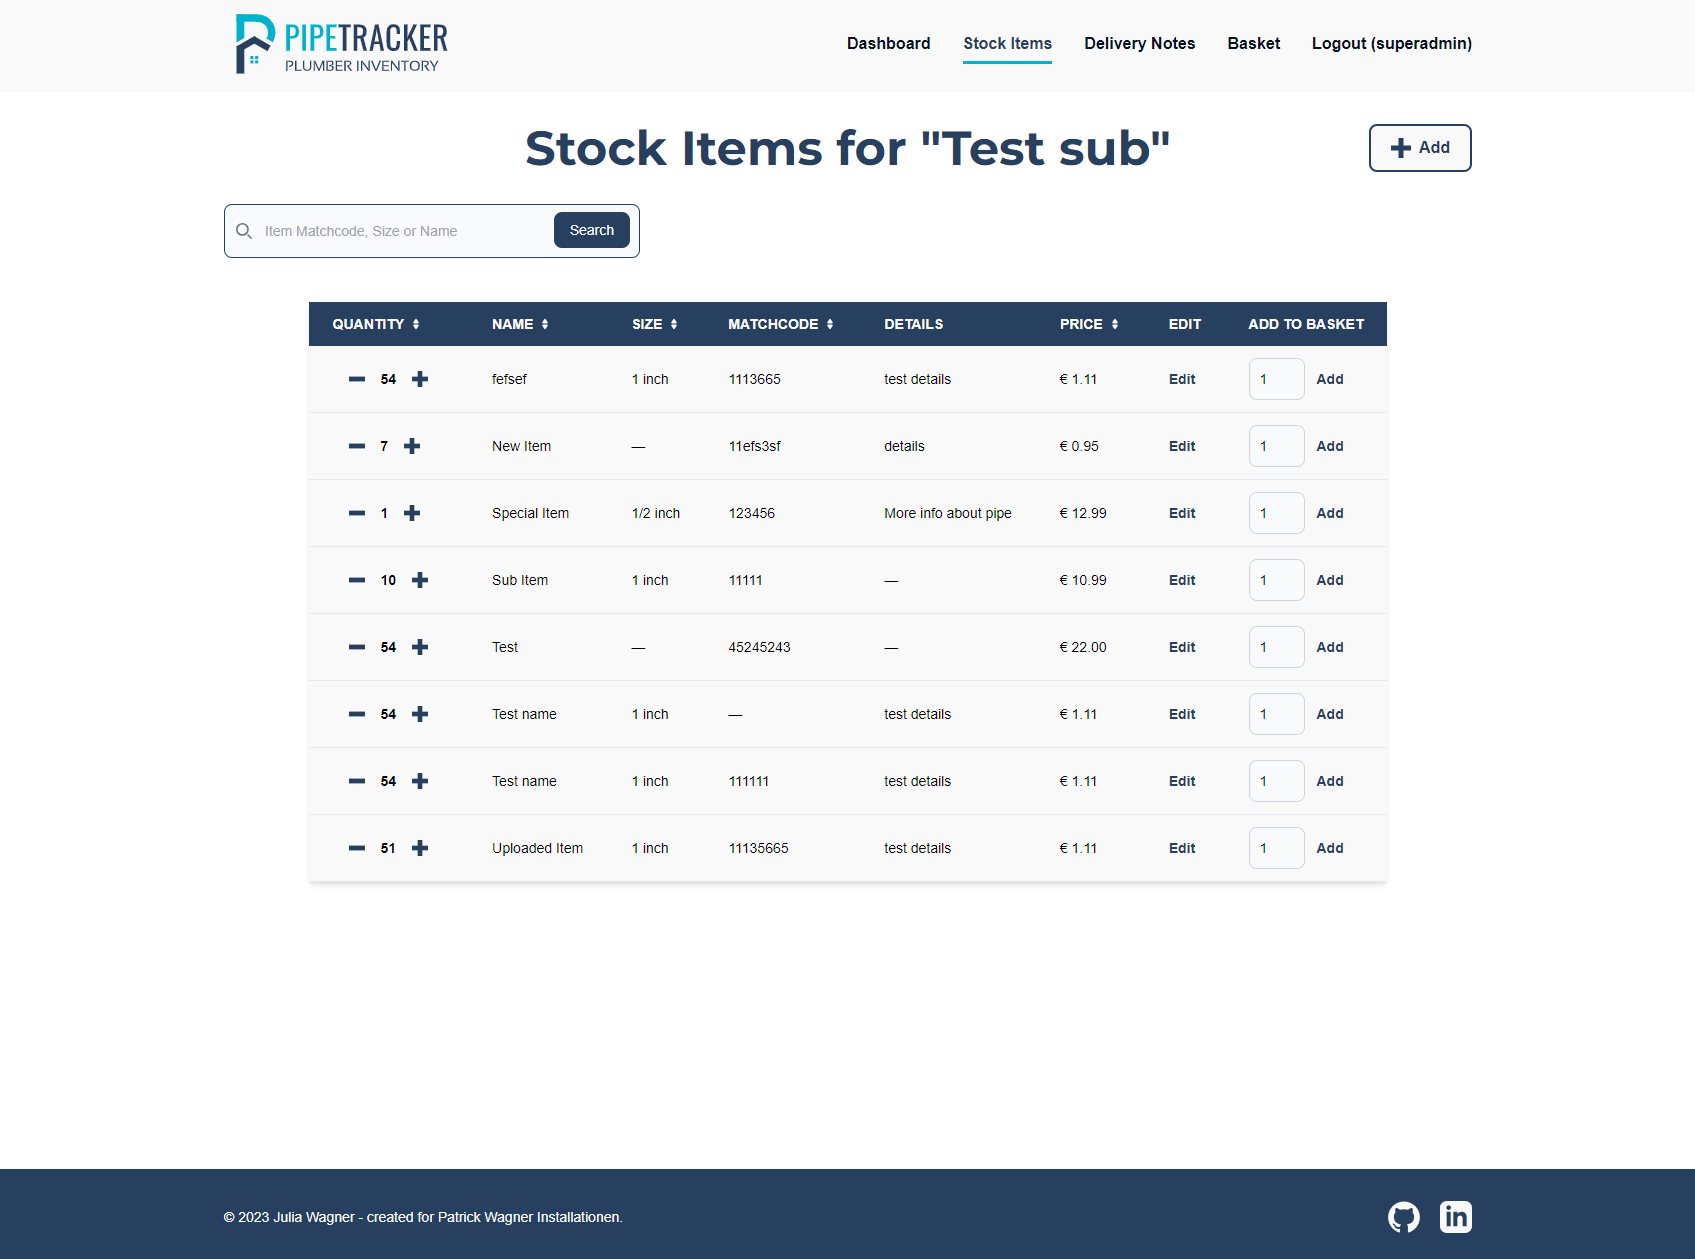 PIPETRACKER
PLUMBER INVENTORY
Dashboard Stock Items Delivery Notes Basket Logout (superadmin)
Stock Items for "Test sub"
Add
Item Matchcode, Size or Name Search
QUANTITY NAME SIZE MATCHCODE DETAILS PRICE EDIT ADD TO BASKET
54 fefsef 1 inch 1113665 test details € 1.11 Edit 1 Add
7 New Item — 11efs3sf details € 0.95 Edit 1 Add
1 Special Item 1/2 inch 123456 More info about pipe € 12.99 Edit 1 Add
10 Sub Item 1 inch 11111 — € 10.99 Edit 1 Add
54 Test — 45245243 — € 22.00 Edit 1 Add
54 Test name 1 inch — test details € 1.11 Edit 1 Add
54 Test name 1 inch 111111 test details € 1.11 Edit 1 Add
51 Uploaded Item 1 inch 11135665 test details € 1.11 Edit 1 Add
© 2023 Julia Wagner - created for Patrick Wagner Installationen.
in